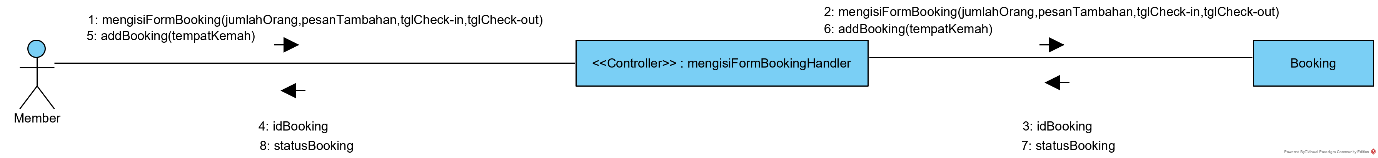 1: mengisiFormBooking(jumlahOrang,pesanTambahan,tglCheck-in,tglCheck-out)
5: addBooking(tempatKemah)
2: mengisiFormBooking(jumlahOrang,pesanTambahan,tglCheck-in,tglCheck-out)
6: addBooking(tempatKemah)
<<Controller>> : mengisiFormBookingHandler
Booking
Member
4: idBooking
8: statusBooking
3: idBooking
7: statusBooking